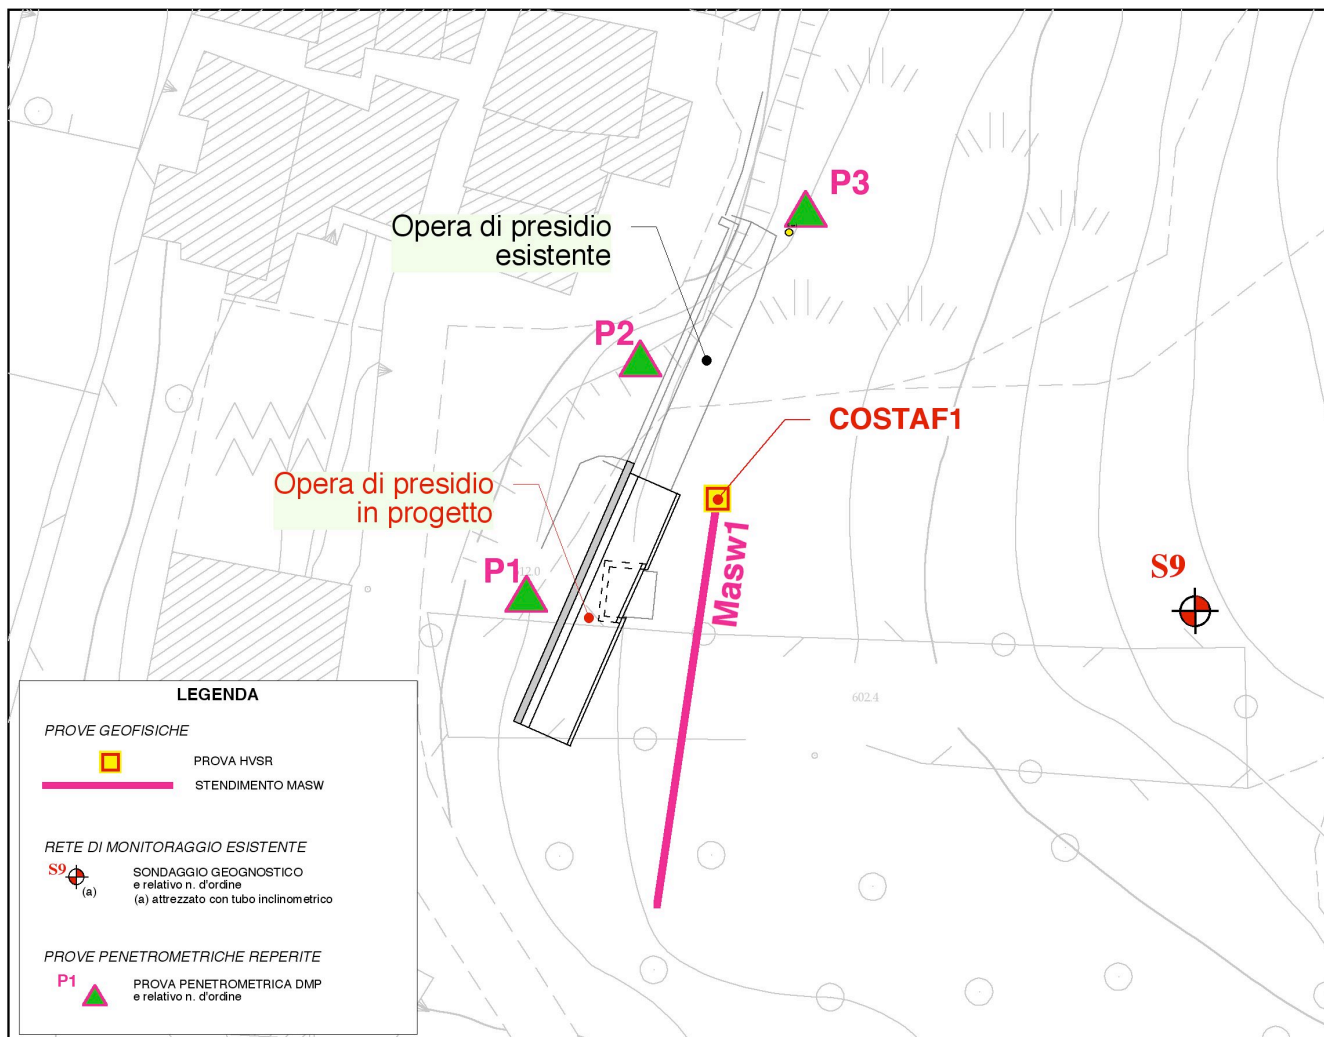 P3
Opera di presidio
esistente
P2
COSTAF1
Opera di presidio
in progetto
Masw1
P1
S9
602.4
LEGENDA
PROVE GEOFISICHE
PROVA HVSR
STENDIMENTO MASW
RETE DI MONITORAGGIO ESISTENTE
S9
(a)
SONDAGGIO GEOGNOSTICO
e relativo n. d'ordine
(a) attrezzato con tubo inclinometrico
PROVE PENETROMETRICHE REPERITE
P1
PROVA PENETROMETRICA DMP
e relativo n. d'ordine